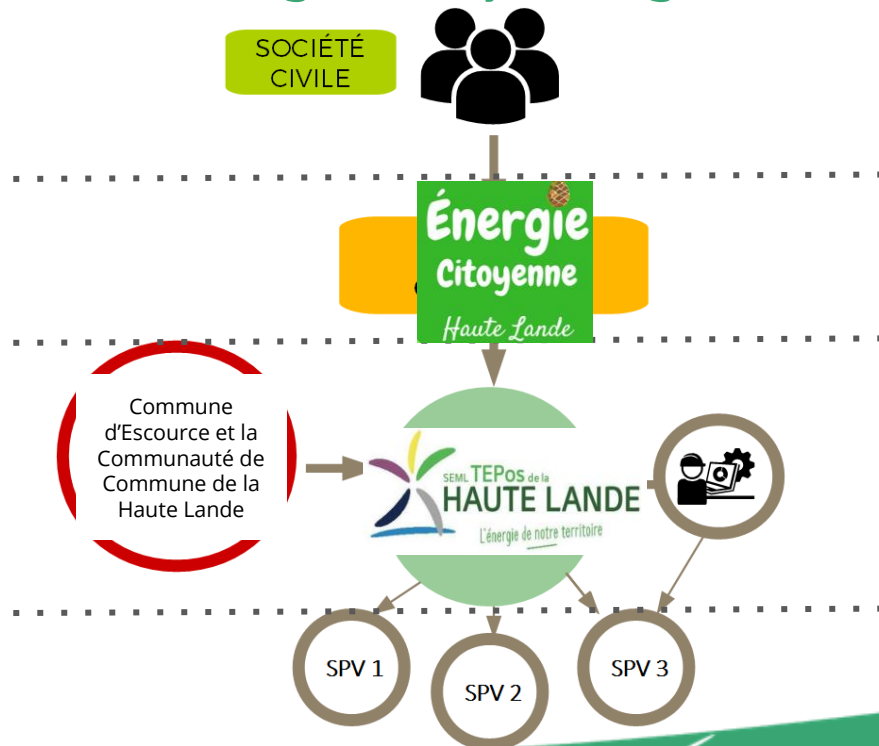 SOCIÉTÉ
CIVILE
Énergie
Citoyenne
Haute Lande
Commune
d’Escource et la
Communauté de
Commune de la
Haute Lande
SEML TEPos de la
HAUTE LANDE
L'énergie de notre territoire
SPV 1
SPV 2
SPV 3